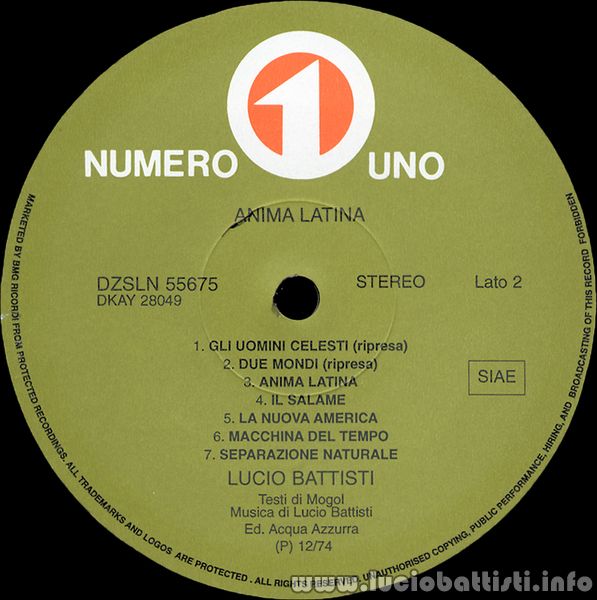 NUMERO 1 UNO
ANIMA LATINA
DZSLN 55675
DKAY 28049
STEREO
Lato 2
1. GLI UOMINI CELESTI (ripresa)
2. DUE MONDI (ripresa)
3. ANIMA LATINA
4. IL SALAME
5. LA NUOVA AMERICA
6. MACCHINA DEL TEMPO
7. SEPARAZIONE NATURALE
SIAE
LUCIO BATTISTI
Testi di Mogol
Musica di Lucio Battisti
Ed. Acqua Azzurra
(P) 12/74
MARKETED BY BMG RICORDI FROM PROTECTED RECORDINGS. ALL TRADEMARKS AND LOGOS ARE PROTECTED . ALL RIGHTS RESERVED. UNAUTHORISED COPYING, PUBLIC PERFORMANCE, HIRING, AND BROADCASTING OF THIS RECORD FORBIDDEN
www.luciobattisti.info